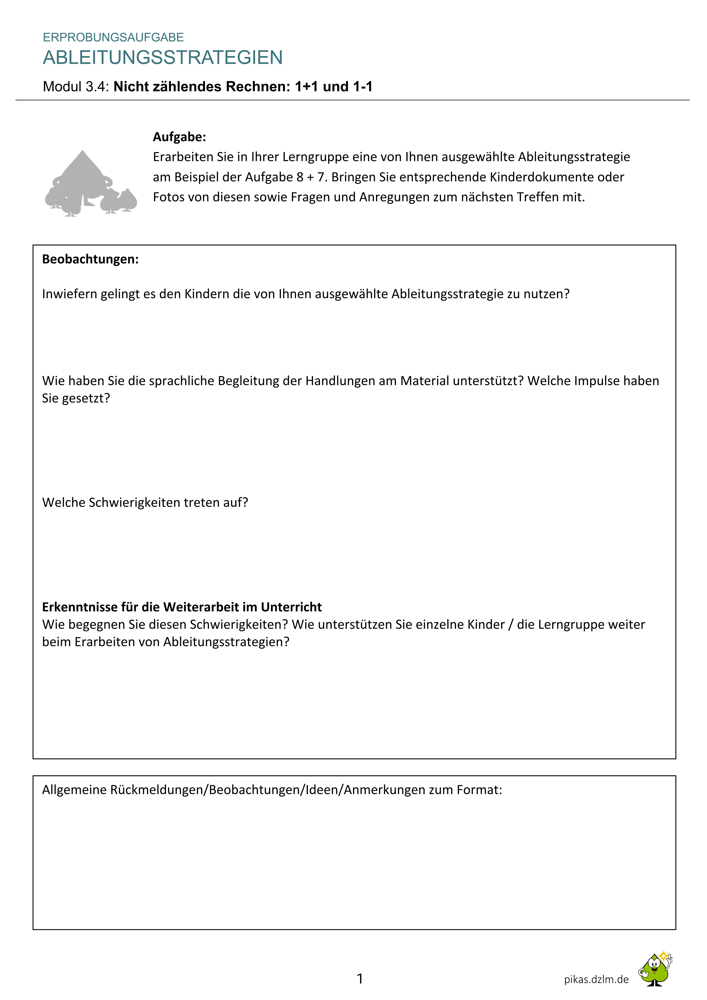 ERPROBUNGSAUFGABE
ABLEITUNGSSTRATEGIEN
Modul 3.4: Nicht zählendes Rechnen: 1+1 und 1-1
Aufgabe:
Erarbeiten Sie in Ihrer Lerngruppe eine von Ihnen ausgewählte Ableitungsstrategie
am Beispiel der Aufgabe 8 + 7. Bringen Sie entsprechende Kinderdokumente oder
Fotos von diesen sowie Fragen und Anregungen zum nächsten Treffen mit.
Beobachtungen:
Inwiefern gelingt es den Kindern die von Ihnen ausgewählte Ableitungsstrategie zu nutzen?
Wie haben Sie die sprachliche Begleitung der Handlungen am Material unterstützt? Welche Impulse haben
Sie gesetzt?
Welche Schwierigkeiten treten auf?
Erkenntnisse für die Weiterarbeit im Unterricht
Wie begegnen Sie diesen Schwierigkeiten? Wie unterstützen Sie einzelne Kinder / die Lerngruppe weiter
beim Erarbeiten von Ableitungsstrategien?
Allgemeine Rückmeldungen/Beobachtungen/Ideen/Anmerkungen zum Format:
1
pikas.dzlm.de